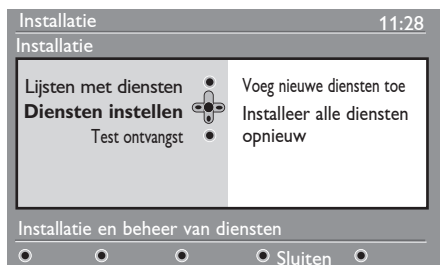 Installatie 11:28
Installatie
Lijsten met diensten
Diensten instellen
Test ontvangst
Voeg nieuwe diensten toe
Installeer alle diensten
opnieuw
Installatie en beheer van diensten
Sluiten